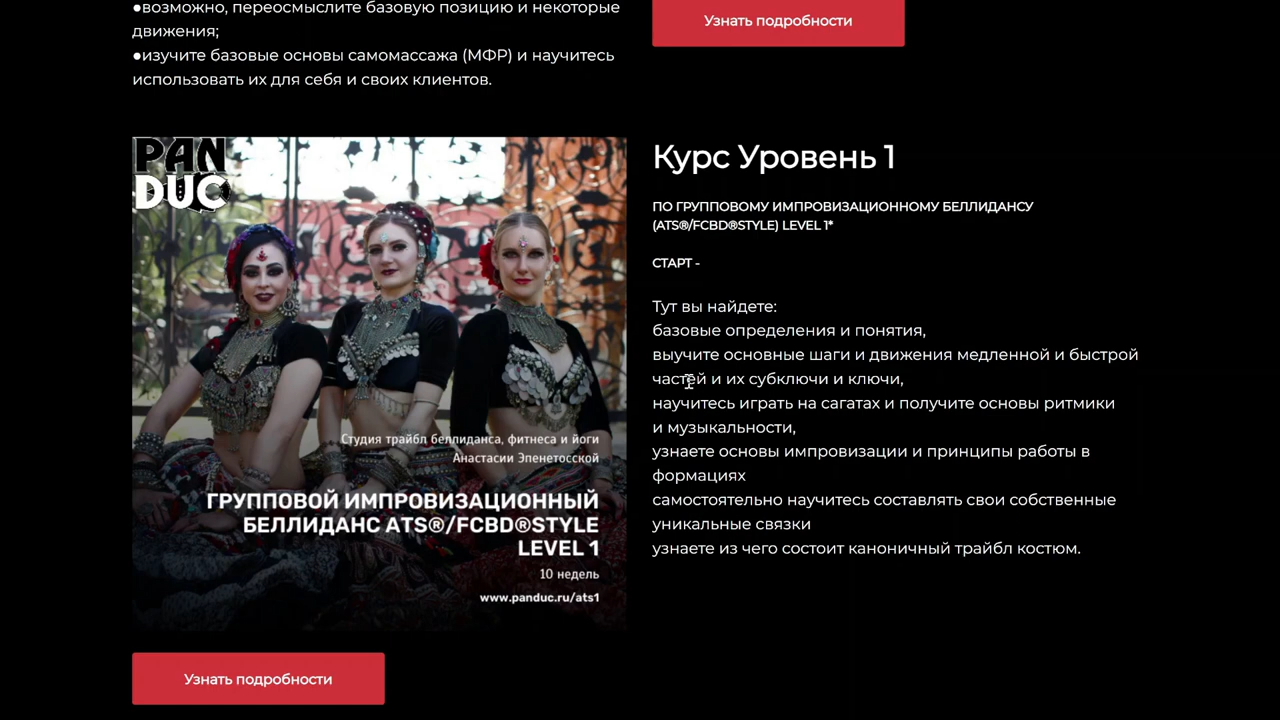 ●возможно, переосмыслите базовую позицию и некоторые
движения;
●изучите базовые основы самомассажа (МФР) и научитесь
использовать их для себя и своих клиентов.
Узнать подробности
PAN
DUC
Студия трайбл беллиданса, фитнеса и йоги
Анастасии Эпенетосской
ГРУППОВОЙ ИМПРОВИЗАЦИОННЫЙ
БЕЛЛИДАНС ATS®/FCBD®STYLE
LEVEL 1
10 недель
www.panduc.ru/ats1
Узнать подробности
Курс Уровень 1
ПО ГРУППОВОМУ ИМПРОВИЗАЦИОННОМУ БЕЛЛИДАНСУ
(ATS®/FCBD®STYLE) LEVEL 1*
СТАРТ -
Тут вы найдете:
базовые определения и понятия,
выучите основные шаги и движения медленной и быстрой
частей и их субключи и ключи,
научитесь играть на сагатах и получите основы ритмики
и музыкальности,
узнаете основы импровизации и принципы работы в
формациях
самостоятельно научитесь составлять свои собственные
уникальные связки
узнаете из чего состоит каноничный трайбл костюм.